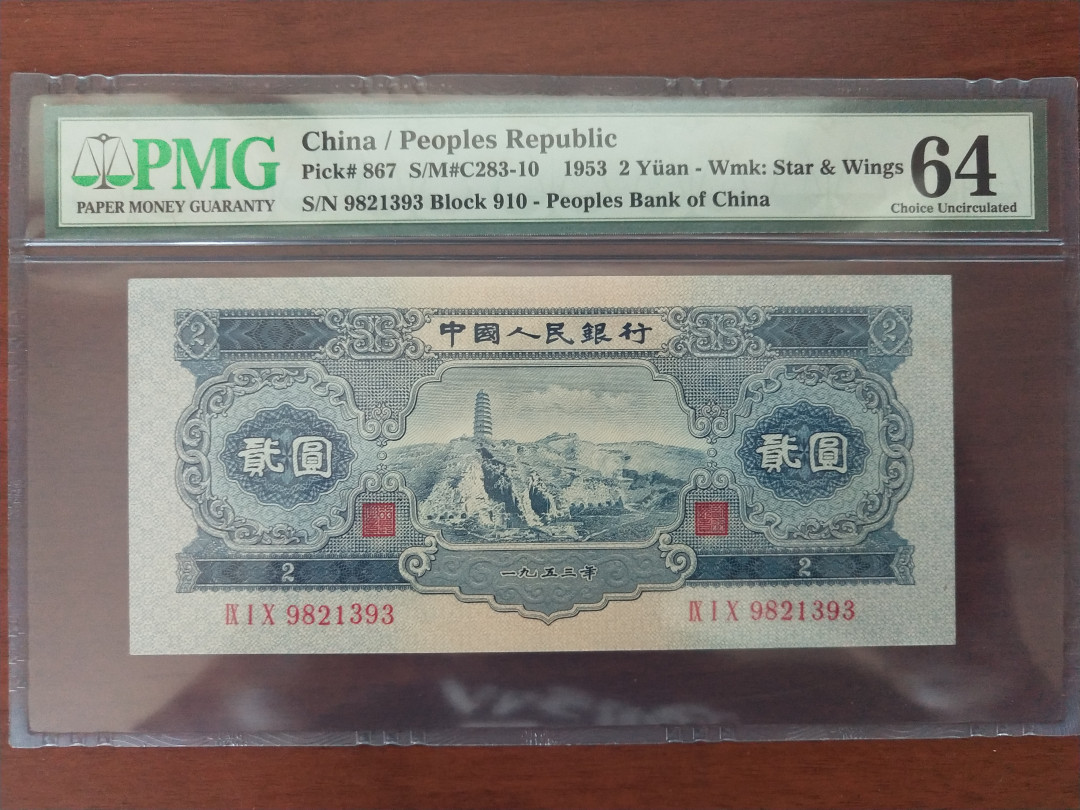 PMG
PAPER MONEY GUARANTY
China / Peoples Republic
Pick# 867 S/M#C283-10 1953 2 Yüan - Wmk: Star & Wings
S/N 9821393 Block 910 - Peoples Bank of China
64
Choice Uncirculated
2 中國人民銀行 2
貳圓 貳圓
2 一九五三年 2
Ⅸ Ⅰ Ⅹ 9821393 Ⅸ Ⅰ Ⅹ 9821393